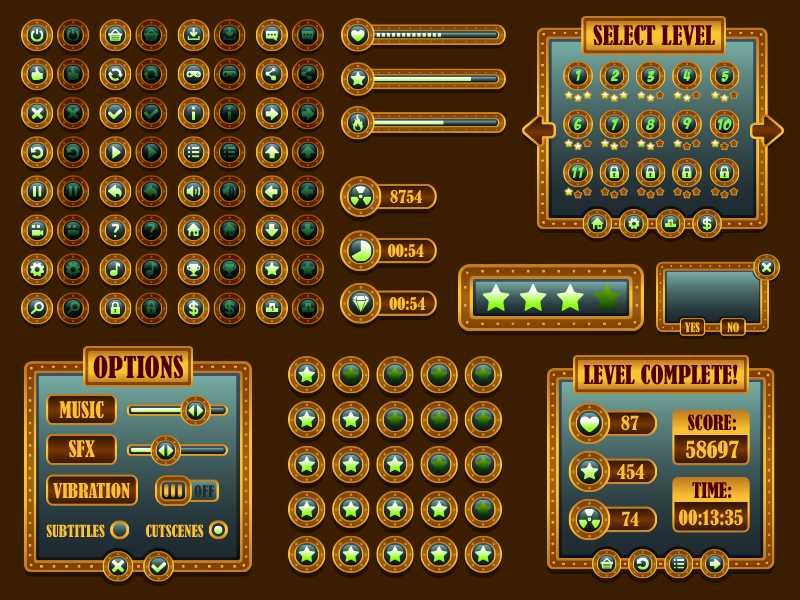 SELECT LEVEL
1 2 3 4 5
6 7 8 9 10
11
8754
00:54
00:54
YES NO
OPTIONS
MUSIC
SFX
VIBRATION OFF
SUBTITLES CUTSCENES
LEVEL COMPLETE!
87
454
74
SCORE:
58697
TIME:
00:13:35